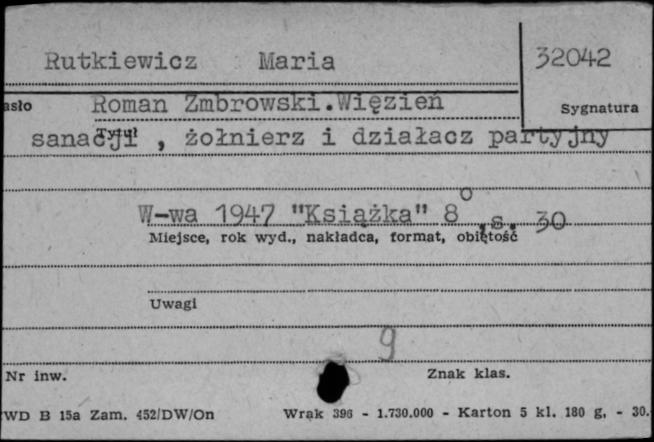 Rutkiewicz Maria 32042
asło Roman Zmbrowski.Więzień Sygnatura
Tytuł
sanacji , żołnierz i działacz partyjny
W-wa 1947 "Książka" 8° ,s. 30
Miejsce, rok wyd., nakładca, format, objętość
Uwagi
9
Nr inw. Znak klas.
WD B 15a Zam. 452/DW/On Wrak 396 - 1.730.000 - Karton 5 kl. 180 g, - 30.